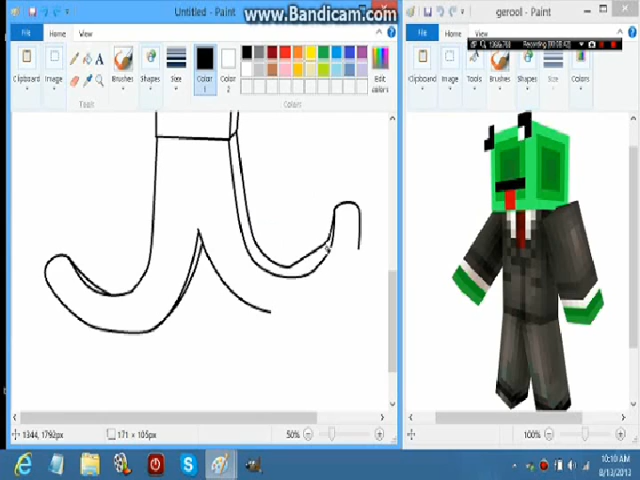 Untitled - Paint
www.Bandicam.com
gerool - Paint
File
Home
View
File
Home
View
Recording
Clipboard
Image
Tools
Brushes
Shapes
Size
Color
1
Color
2
Edit
colors
Colors
Clipboard
Image
Tools
Brushes
Shapes
Size
Colors
1344, 1792px
171 × 105px
50%
100%
10:10 AM
8/13/2013